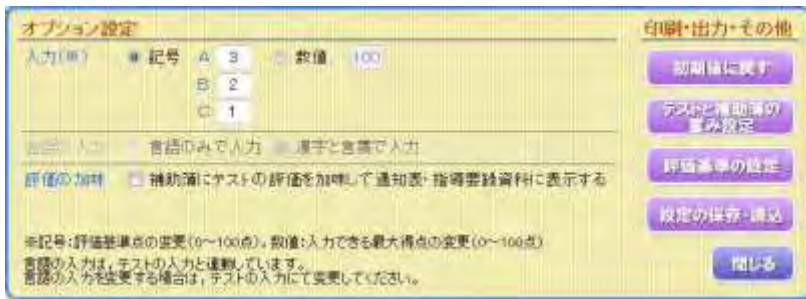 オプション設定
入力(単) 記号 A 3 数値 100
B 2
C 1
言語の入力 言語のみで入力 漢字と言語で入力
評価の加味 補助簿にテストの評価を加味して通知表・指導要録資料に表示する
※記号:評価基準点の変更(0～100点)、数値:入力できる最大得点の変更(0～100点)
言語の入力は、テストの入力と連動しています。
言語の入力を変更する場合は、テストの入力にて変更してください。
印刷・出力・その他
初期値に戻す
テストと補助簿の
重み設定
評価基準の設定
設定の保存・読込
閉じる